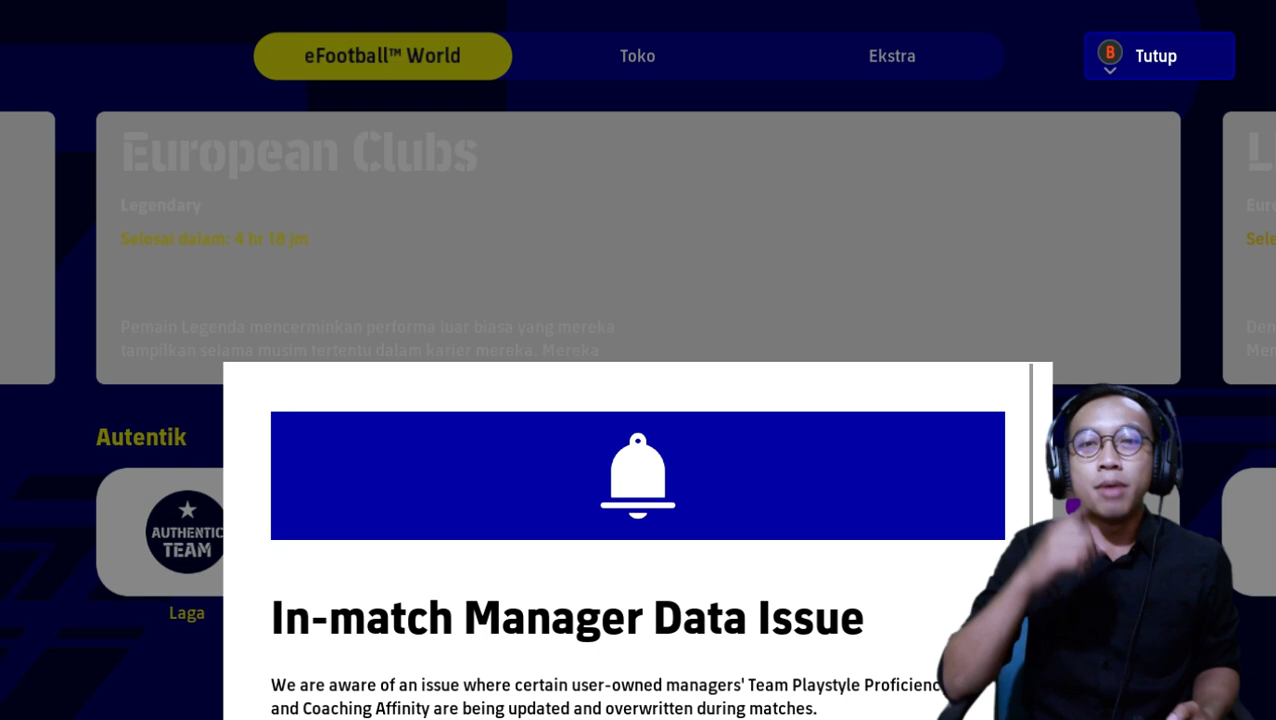 eFootball™ World
Toko
Ekstra
B
Tutup
European Clubs
L
Legendary
Selesai dalam: 4 hr 18 jm
Pemain Legenda mencerminkan performa luar biasa yang mereka
tampilkan selama musim tertentu dalam karier mereka. Mereka
Autentik
AUTHENTIC
TEAM
Laga
In-match Manager Data Issue
We are aware of an issue where certain user-owned managers' Team Playstyle Proficienc
and Coaching Affinity are being updated and overwritten during matches.